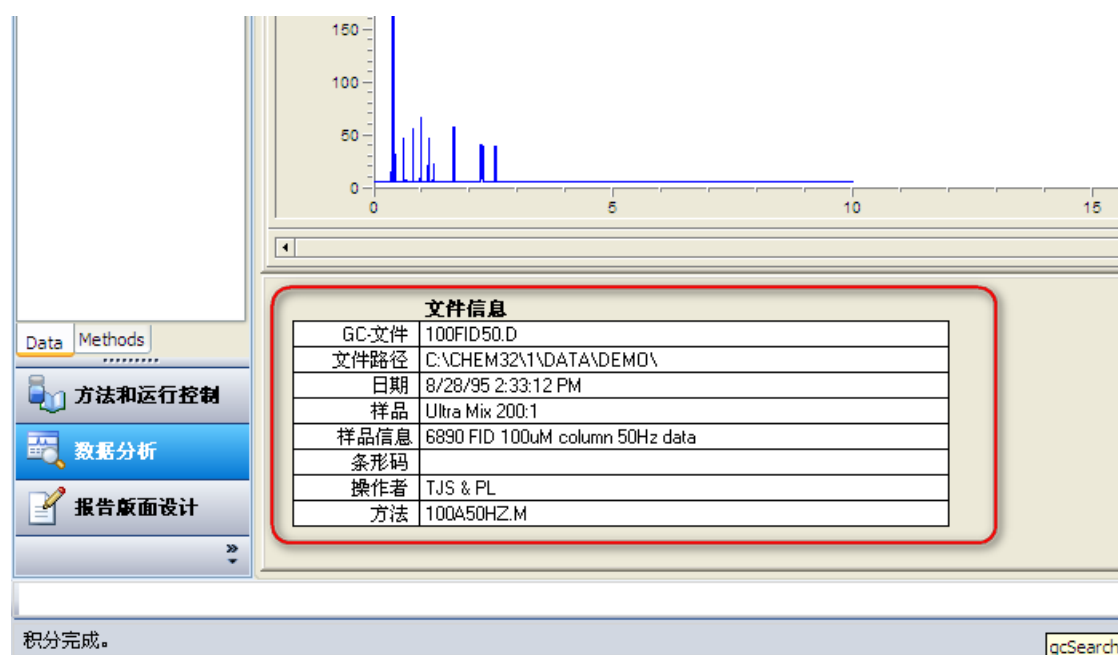 150
100
50
0
0 5 10 15
文件信息
GC-文件 100FID50.D
文件路径 C:\CHEM32\1\DATA\DEMO\
日期 8/28/95 2:33:12 PM
样品 Ultra Mix 200:1
样品信息 6890 FID 100uM column 50Hz data
条形码
操作者 TJS & PL
方法 100A50HZ.M
Data Methods
方法和运行控制
数据分析
报告版面设计
积分完成。
qcSearch